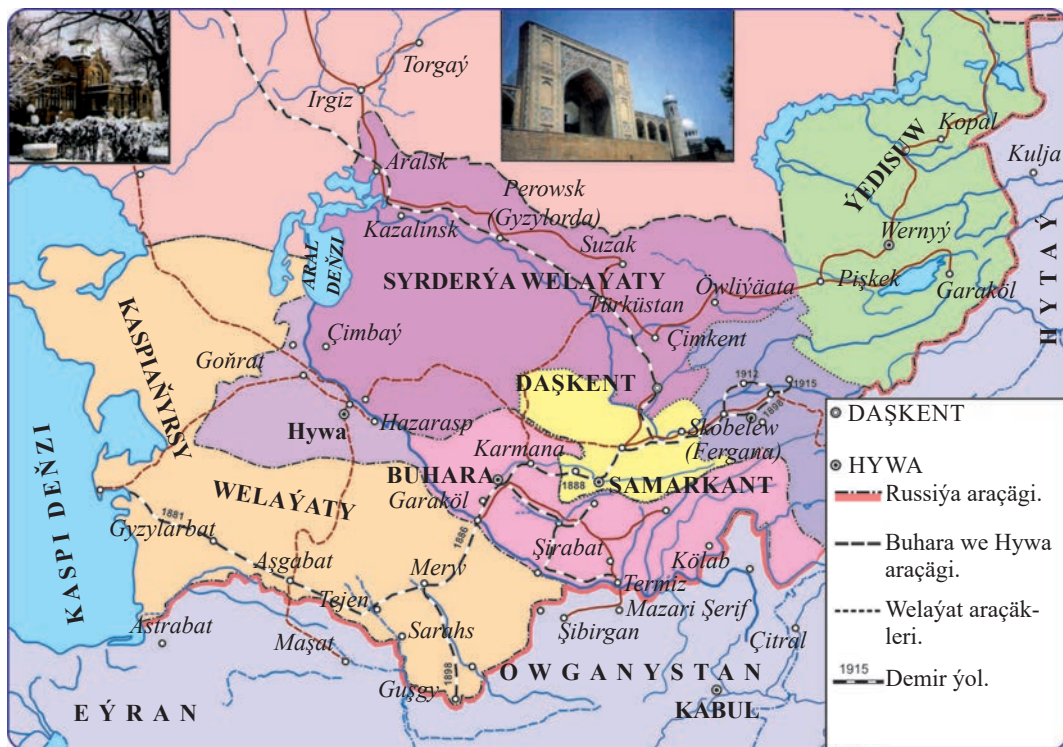 Torgaý
Irgiz
Aralsk
Perowsk
(Gyzylorda)
Kazalinsk
Suzak
ARAL
DEŇZI
SYRDERÝA WELAÝATY
Türküstan
Öwliýäata
Çimkent
ÝEDISUW
Kopal
Kulja
Wernyý
Pişkek
Garaköl
HYTAÝ
KASPIAŇYRSY
WELAÝATY
KASPI DEŇZI
Çimbaý
Goňrat
Hywa
Hazarasp
DAŞKENT
1912
1915
1898
Skobelew
(Fergana)
Karmana
BUHARA
1888
SAMARKANT
Garaköl
1881
Gyzylarbat
1886
Aşgabat
Merw
Şirabat
Kölab
Termiz
Tejen
Mazari Şerif
Astrabat
Maşat
Sarahs
Şibirgan
Çitral
1898
Guşgy
OWGANYSTAN
KABUL
EÝRAN
DAŞKENT
HYWA
Russiýa araçägi.
Buhara we Hywa
araçägi.
Welaýat araçäk-
leri.
1915
Demir ýol.